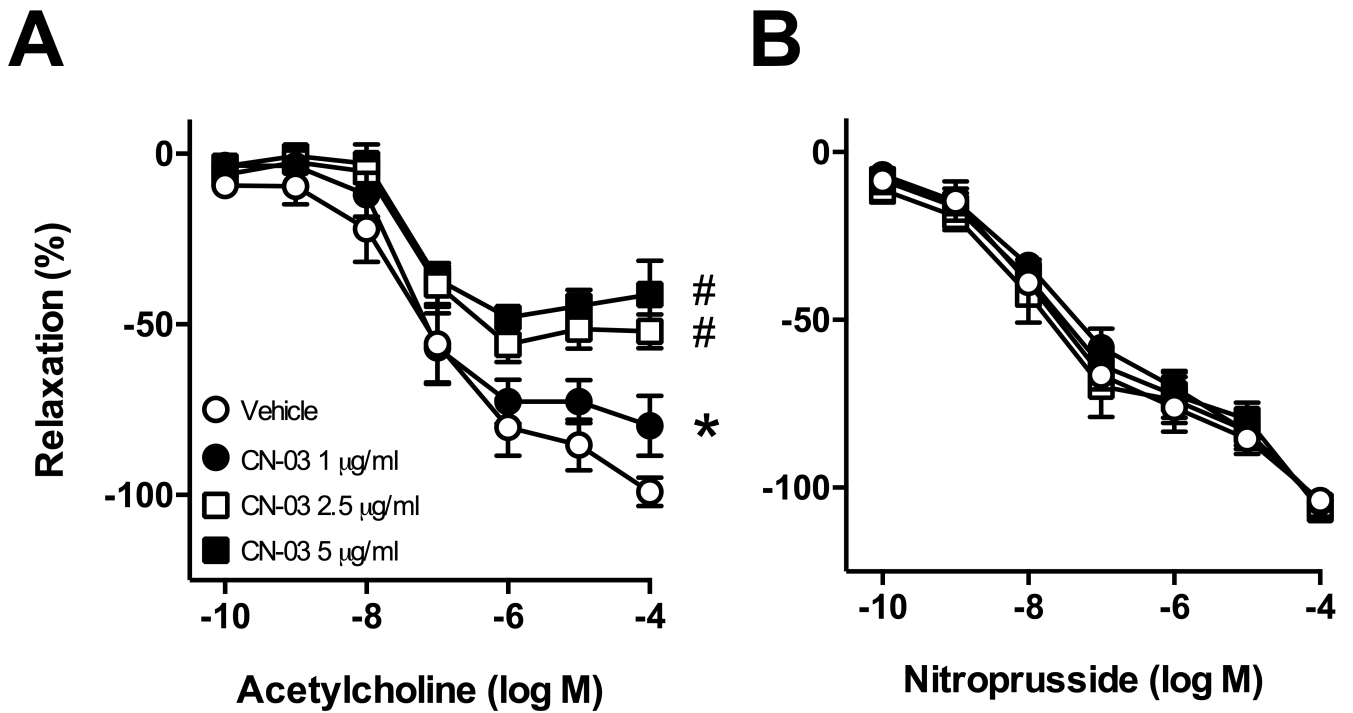 A
B
0
-50
-100
Relaxation (%)
Vehicle
CN-03 1 μg/ml
CN-03 2.5 μg/ml
CN-03 5 μg/ml
#
#
*
-10 -8 -6 -4
Acetylcholine (log M)
0
-50
-100
-10 -8 -6 -4
Nitroprusside (log M)